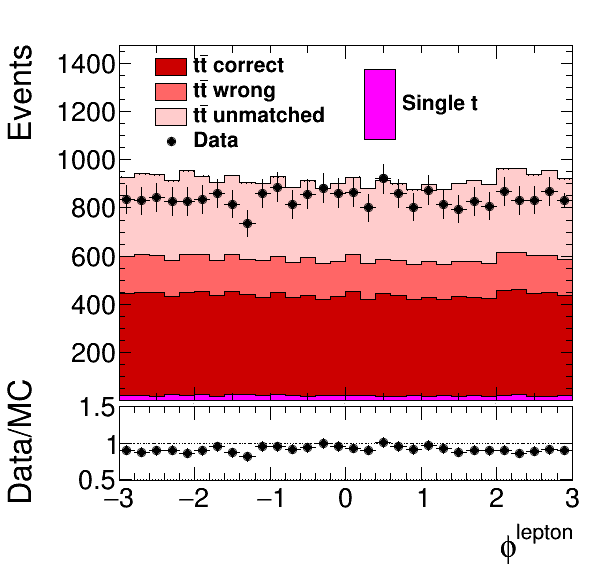 Events
1400
1200
1000
800
600
400
200
tt̄ correct
tt̄ wrong
tt̄ unmatched
Data
Single t
Data/MC
1.5
1
0.5
−3 −2 −1 0 1 2 3
ϕ^lepton